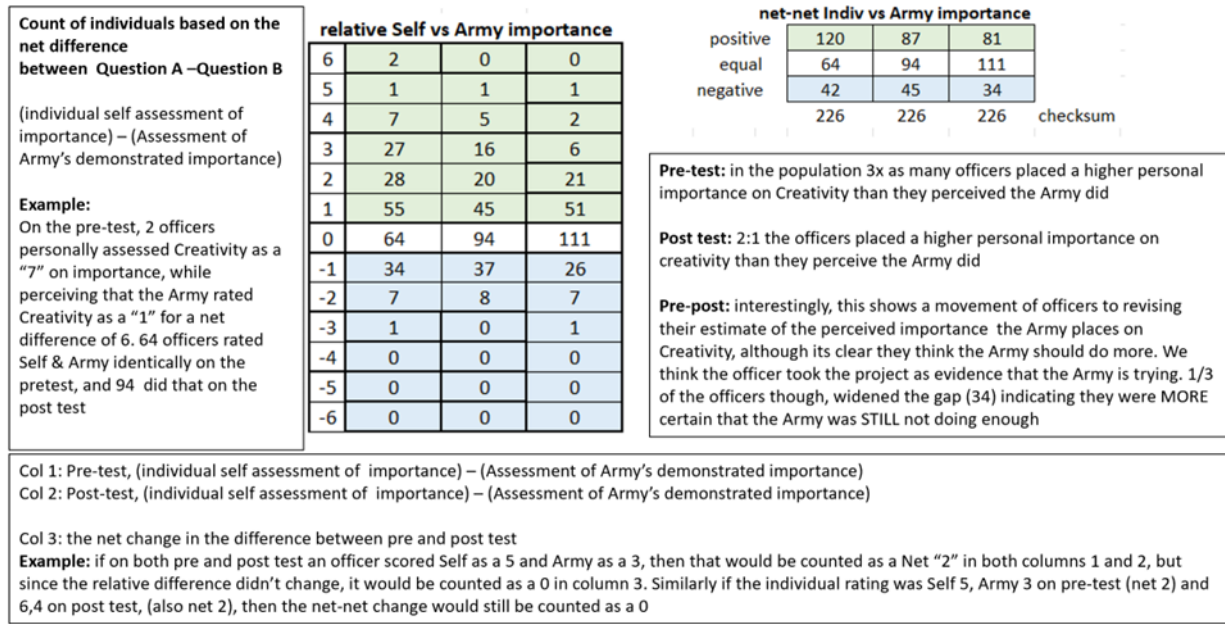 Count of individuals based on the
net difference
between Question A –Question B
(individual self assessment of
importance) – (Assessment of
Army's demonstrated importance)
Example:
On the pre-test, 2 officers
personally assessed Creativity as a
"7" on importance, while
perceiving that the Army rated
Creativity as a "1" for a net
difference of 6. 64 officers rated
Self & Army identically on the
pretest, and 94 did that on the
post test
relative Self vs Army importance
6 2 0 0
5 1 1 1
4 7 5 2
3 27 16 6
2 28 20 21
1 55 45 51
0 64 94 111
-1 34 37 26
-2 7 8 7
-3 1 0 1
-4 0 0 0
-5 0 0 0
-6 0 0 0
net-net Indiv vs Army importance
positive 120 87 81
equal 64 94 111
negative 42 45 34
226 226 226 checksum
Pre-test: in the population 3x as many officers placed a higher personal
importance on Creativity than they perceived the Army did
Post test: 2:1 the officers placed a higher personal importance on
creativity than they perceive the Army did
Pre-post: interestingly, this shows a movement of officers to revising
their estimate of the perceived importance the Army places on
Creativity, although its clear they think the Army should do more. We
think the officer took the project as evidence that the Army is trying. 1/3
of the officers though, widened the gap (34) indicating they were MORE
certain that the Army was STILL not doing enough
Col 1: Pre-test, (individual self assessment of importance) – (Assessment of Army's demonstrated importance)
Col 2: Post-test, (individual self assessment of importance) – (Assessment of Army's demonstrated importance)
Col 3: the net change in the difference between pre and post test
Example: if on both pre and post test an officer scored Self as a 5 and Army as a 3, then that would be counted as a Net "2" in both columns 1 and 2, but
since the relative difference didn't change, it would be counted as a 0 in column 3. Similarly if the individual rating was Self 5, Army 3 on pre-test (net 2) and
6,4 on post test, (also net 2), then the net-net change would still be counted as a 0